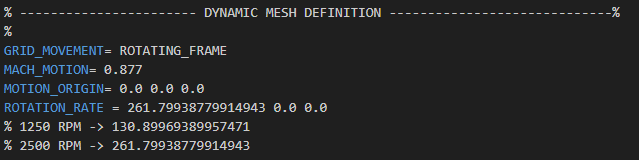 % ----------------------- DYNAMIC MESH DEFINITION -----------------------------%
%
GRID_MOVEMENT= ROTATING_FRAME
MACH_MOTION= 0.877
MOTION_ORIGIN= 0.0 0.0 0.0
ROTATION_RATE = 261.79938779914943 0.0 0.0
% 1250 RPM -> 130.89969389957471
% 2500 RPM -> 261.79938779914943